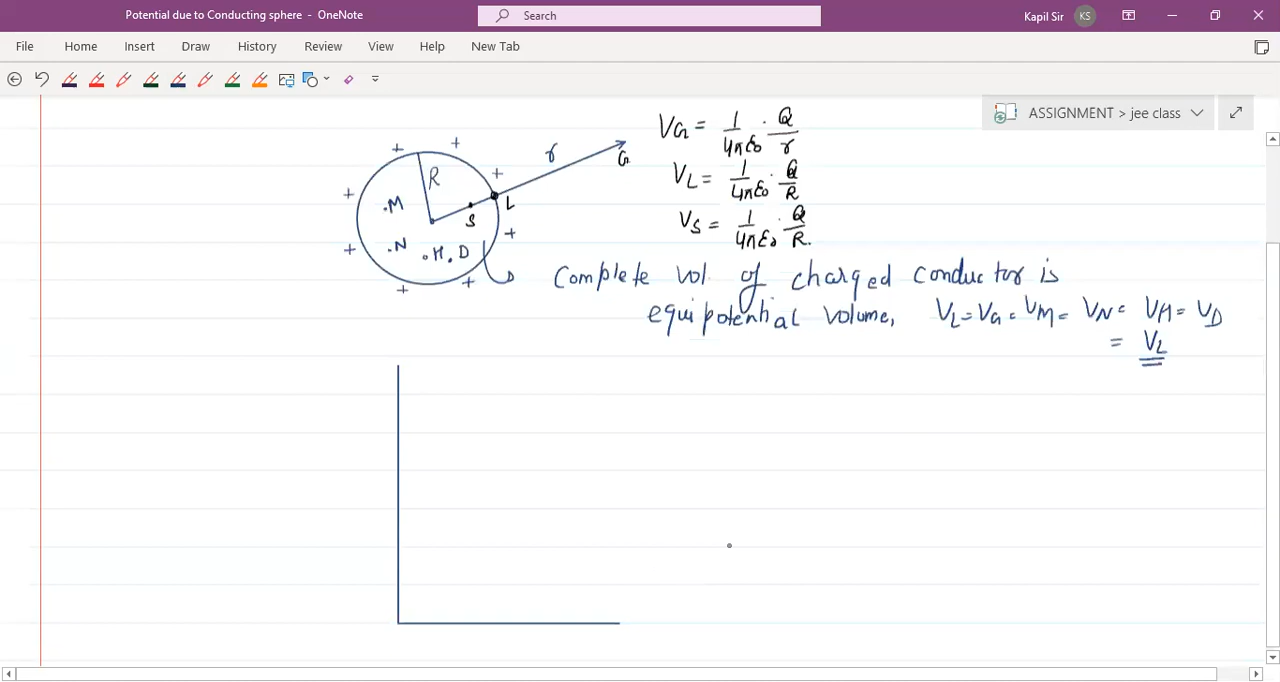 Potential due to Conducting sphere - OneNote
Search
Kapil Sir KS
File Home Insert Draw History Review View Help New Tab
ASSIGNMENT > jee class
+ + + + + + + + +
R
r
G
.M
S
L
.N
.H .D
VG = 1/4πε0 · Q/r
VL = 1/4πε0 · Q/R
VS = 1/4πε0 · Q/R.
Complete vol. of charged conductor is
equipotential volume, VL = VG = VM = VN = VH = VD
= VL